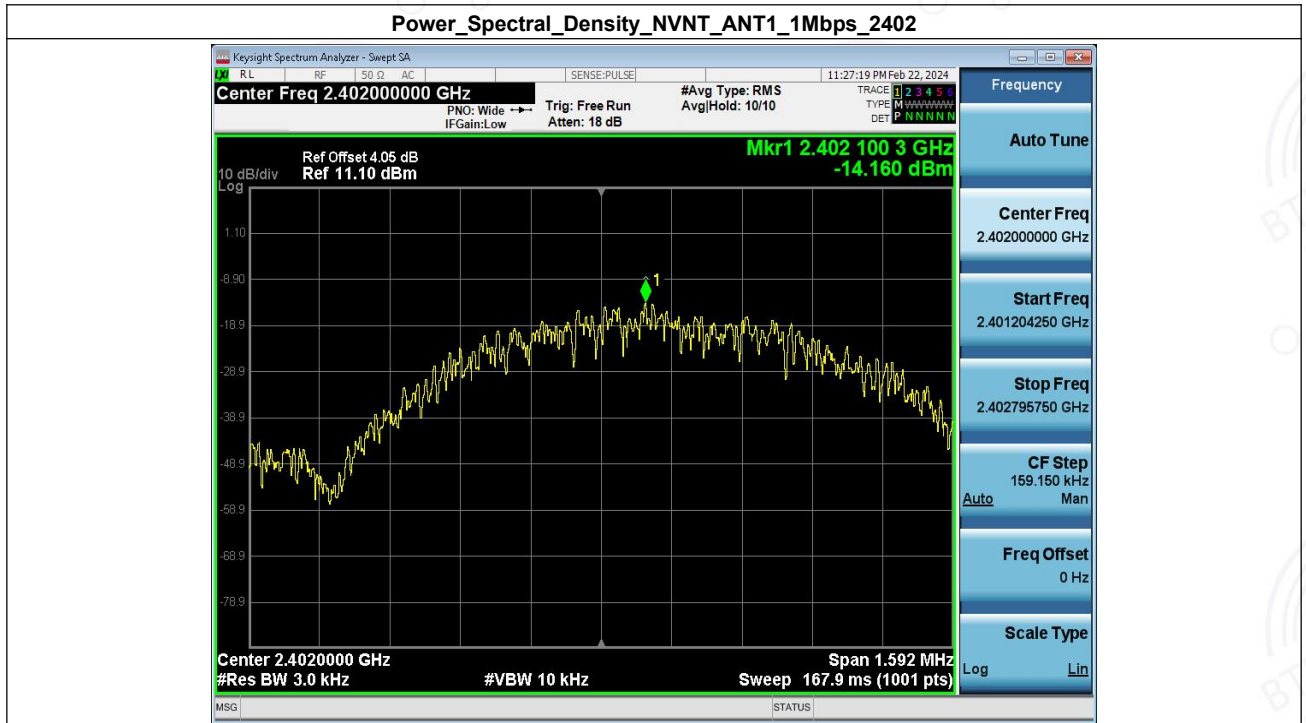 Power_Spectral_Density_NVNT_ANT1_1Mbps_2402
Keysight Spectrum Analyzer - Swept SA
LXI RL RF 50 Ω AC SENSE:PULSE 11:27:19 PM Feb 22, 2024
Center Freq 2.402000000 GHz
PNO: Wide
IFGain:Low
Trig: Free Run
Atten: 18 dB
#Avg Type: RMS
Avg|Hold: 10/10
TRACE 1 2 3 4 5 6
TYPE M WWWWW
DET P N N N N N
Frequency
Auto Tune
Center Freq
2.402000000 GHz
Start Freq
2.401204250 GHz
Stop Freq
2.402795750 GHz
CF Step
159.150 kHz
Auto Man
Freq Offset
0 Hz
Scale Type
Log Lin
Mkr1 2.402 100 3 GHz
-14.160 dBm
Ref Offset 4.05 dB
10 dB/div Ref 11.10 dBm
Log
1.10
-8.90
-18.9
-28.9
-38.9
-48.9
-58.9
-68.9
-78.9
1
Center 2.4020000 GHz Span 1.592 MHz
#Res BW 3.0 kHz #VBW 10 kHz Sweep 167.9 ms (1001 pts)
MSG STATUS